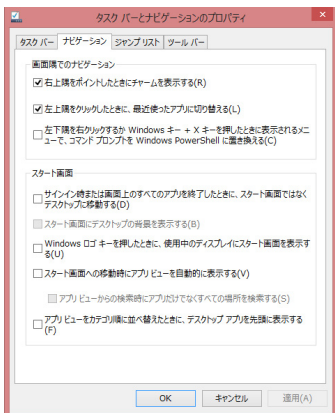 タスク バーとナビゲーションのプロパティ
タスク バー ナビゲーション ジャンプ リスト ツール バー
画面隅でのナビゲーション
右上隅をポイントしたときにチャームを表示する(R)
左上隅をクリックしたときに、最近使ったアプリに切り替える(L)
左下隅を右クリックするか Windows キー + X キーを押したときに表示されるメニ
ューで、コマンド プロンプトを Windows PowerShell に置き換える(C)
スタート画面
サインイン時または画面上のすべてのアプリを終了したときに、スタート画面ではなく
デスクトップに移動する(D)
スタート画面にデスクトップの背景を表示する(B)
Windows ロゴ キーを押したときに、使用中のディスプレイにスタート画面を表示す
る(U)
スタート画面への移動時にアプリ ビューを自動的に表示する(V)
アプリ ビューからの検索時にアプリだけでなくすべての場所を検索する(S)
アプリ ビューをカテゴリ順に並べ替えたときに、デスクトップ アプリを先頭に表示する
(F)
OK キャンセル 適用(A)